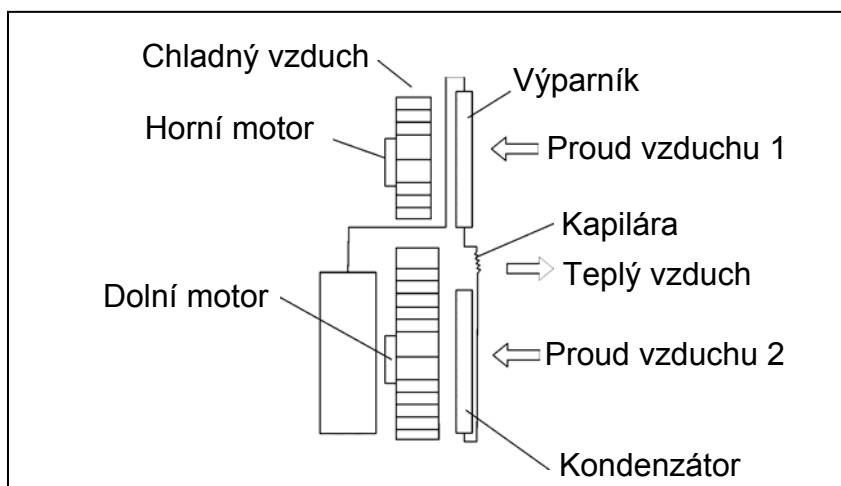 Chladný vzduch
Výparník
Horní motor
Proud vzduchu 1
Kapilára
Teplý vzduch
Dolní motor
Proud vzduchu 2
Kondenzátor